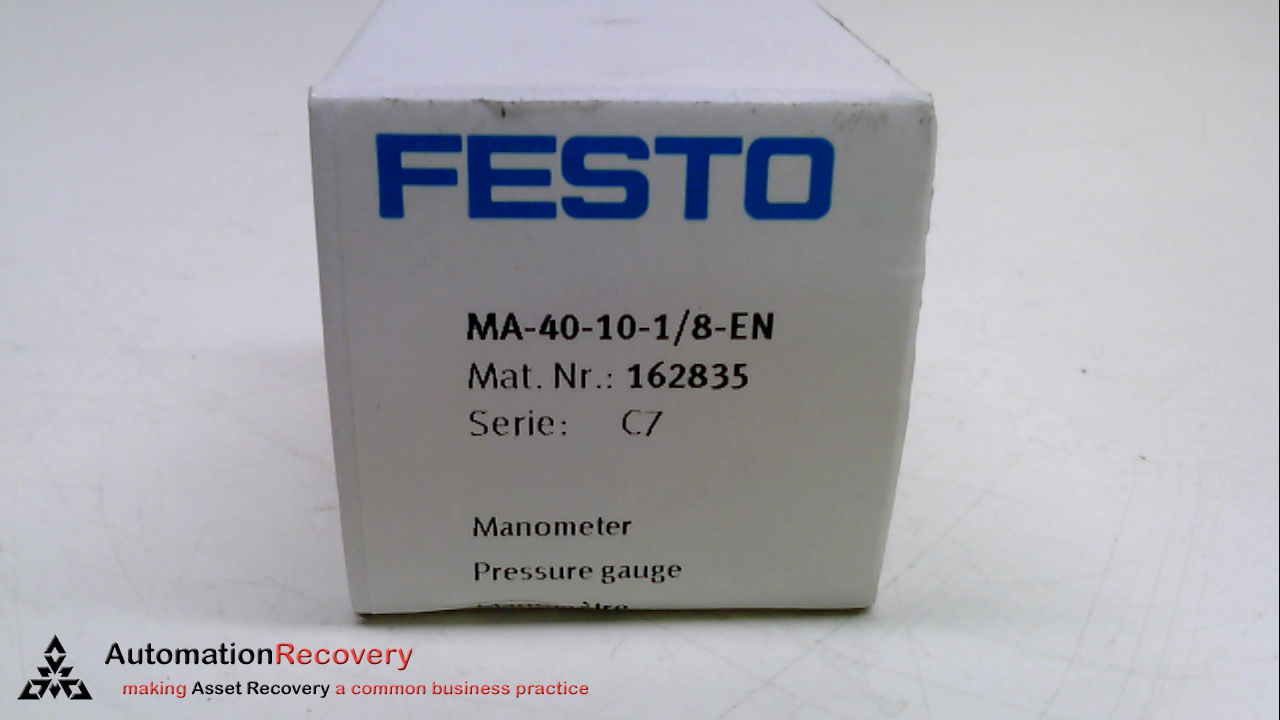 FESTO
MA-40-10-1/8-EN
Mat. Nr.: 162835
Serie: C7
Manometer
Pressure gauge
AutomationRecovery
making Asset Recovery a common business practice